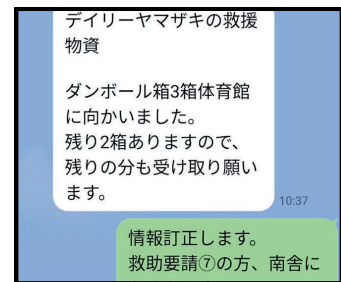 デイリーヤマザキの救援
物資
ダンボール箱3箱体育館
に向かいました。
残り2箱ありますので、
残りの分も受け取り願い
ます。
10:37
情報訂正します。
救助要請⑦の方、南舎に